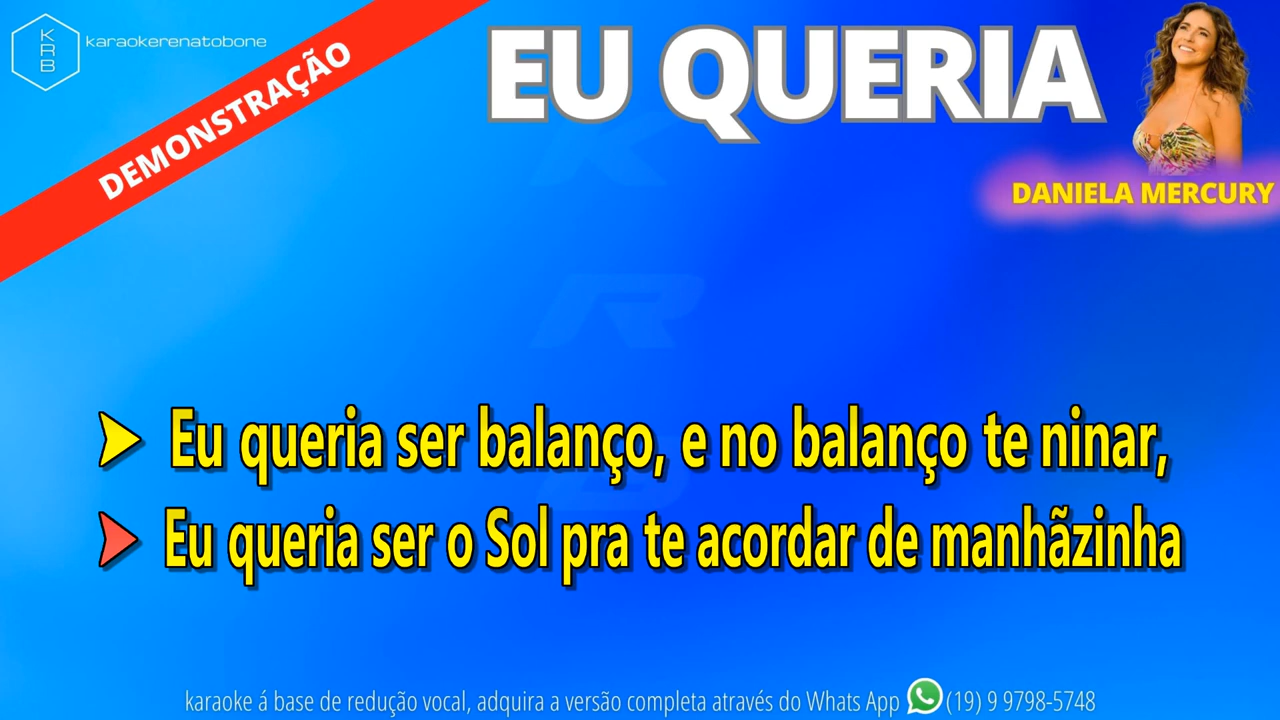 KRB
karaokerenatobone
DEMONSTRAÇÃO
EU QUERIA
DANIELA MERCURY
K
R
B
Eu queria ser balanço, e no balanço te ninar,
Eu queria ser o Sol pra te acordar de manhãzinha
karaoke á base de redução vocal, adquira a versão completa através do Whats App (19) 9 9798-5748